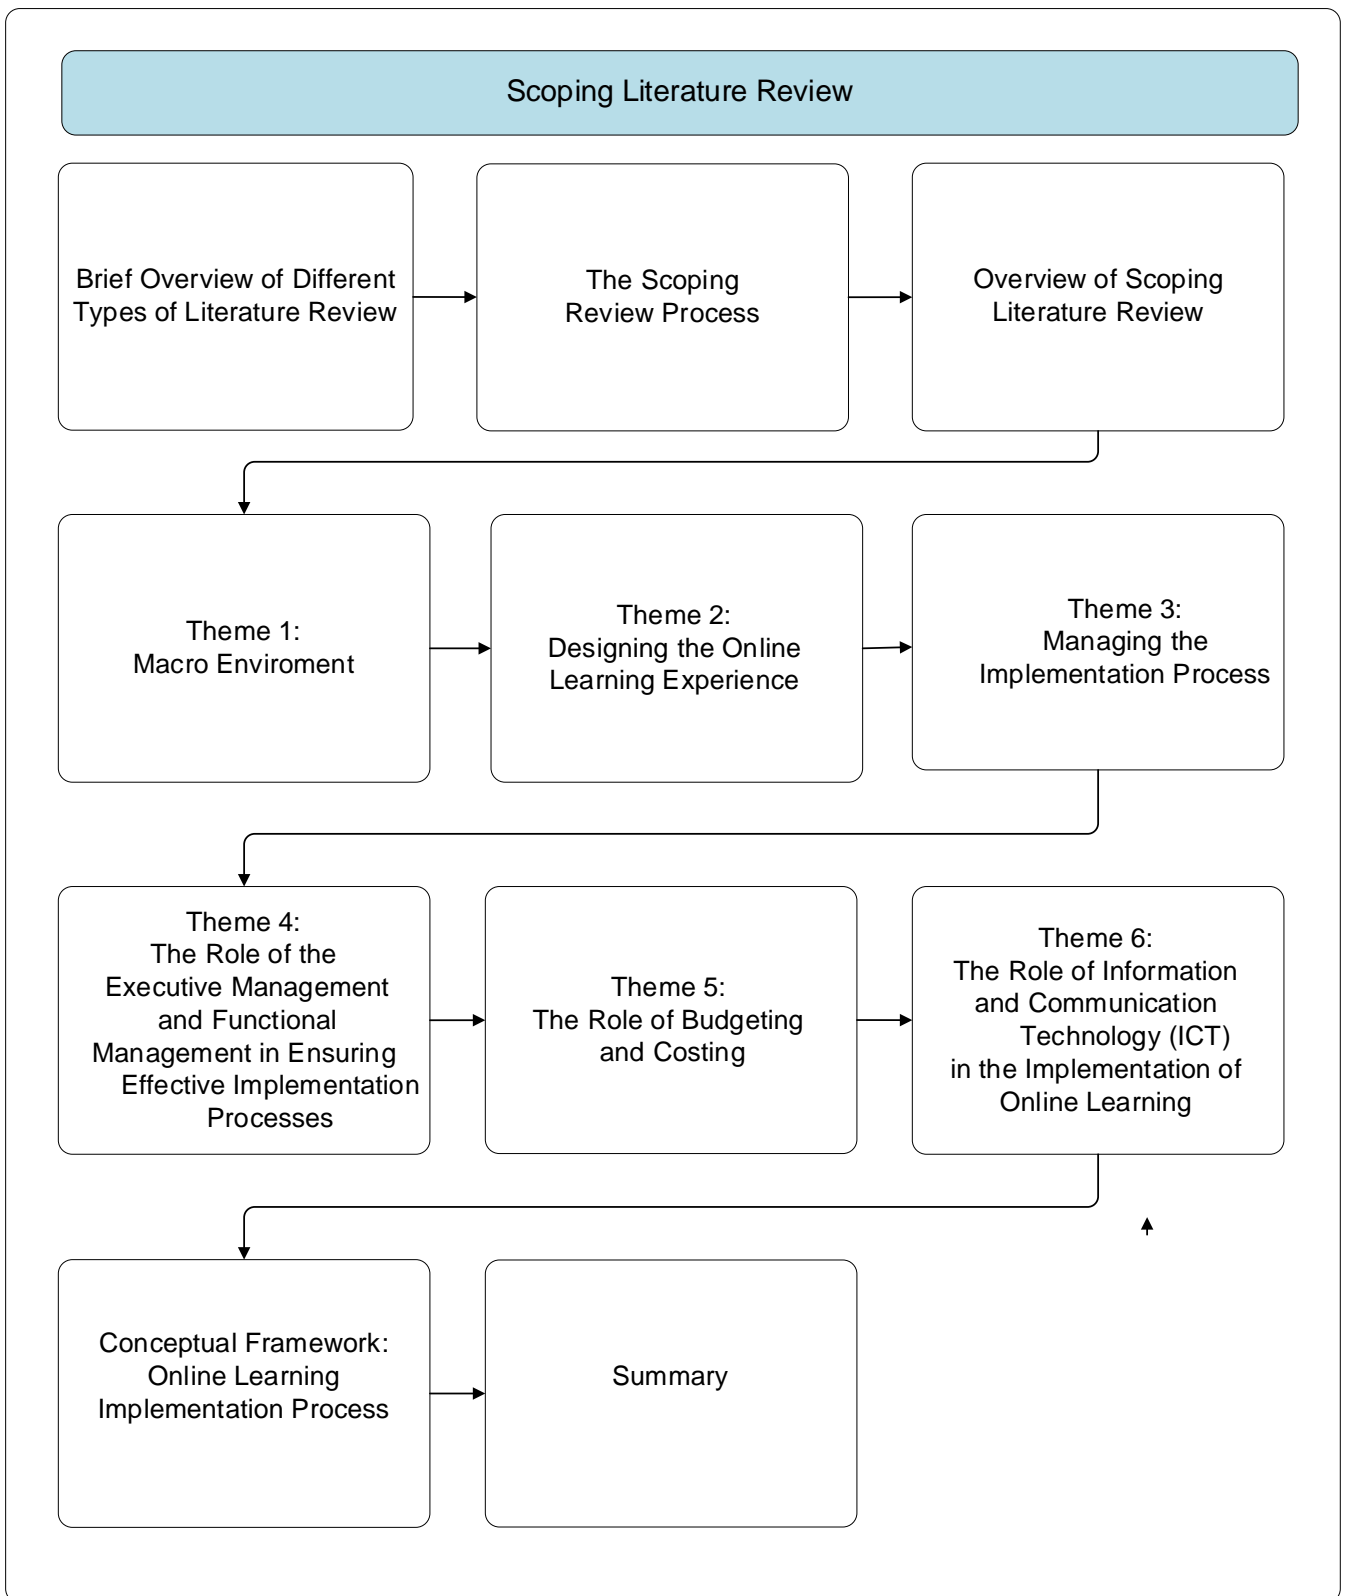 Scoping Literature Review
Brief Overview of Different
Types of Literature Review
The Scoping
Review Process
Overview of Scoping
Literature Review
Theme 1:
Macro Enviroment
Theme 2:
Designing the Online
Learning Experience
Theme 3:
Managing the
Implementation Process
Theme 4:
The Role of the
Executive Management
and Functional
Management in Ensuring
Effective Implementation
Processes
Theme 5:
The Role of Budgeting
and Costing
Theme 6:
The Role of Information
and Communication
Technology (ICT)
in the Implementation of
Online Learning
Conceptual Framework:
Online Learning
Implementation Process
Summary